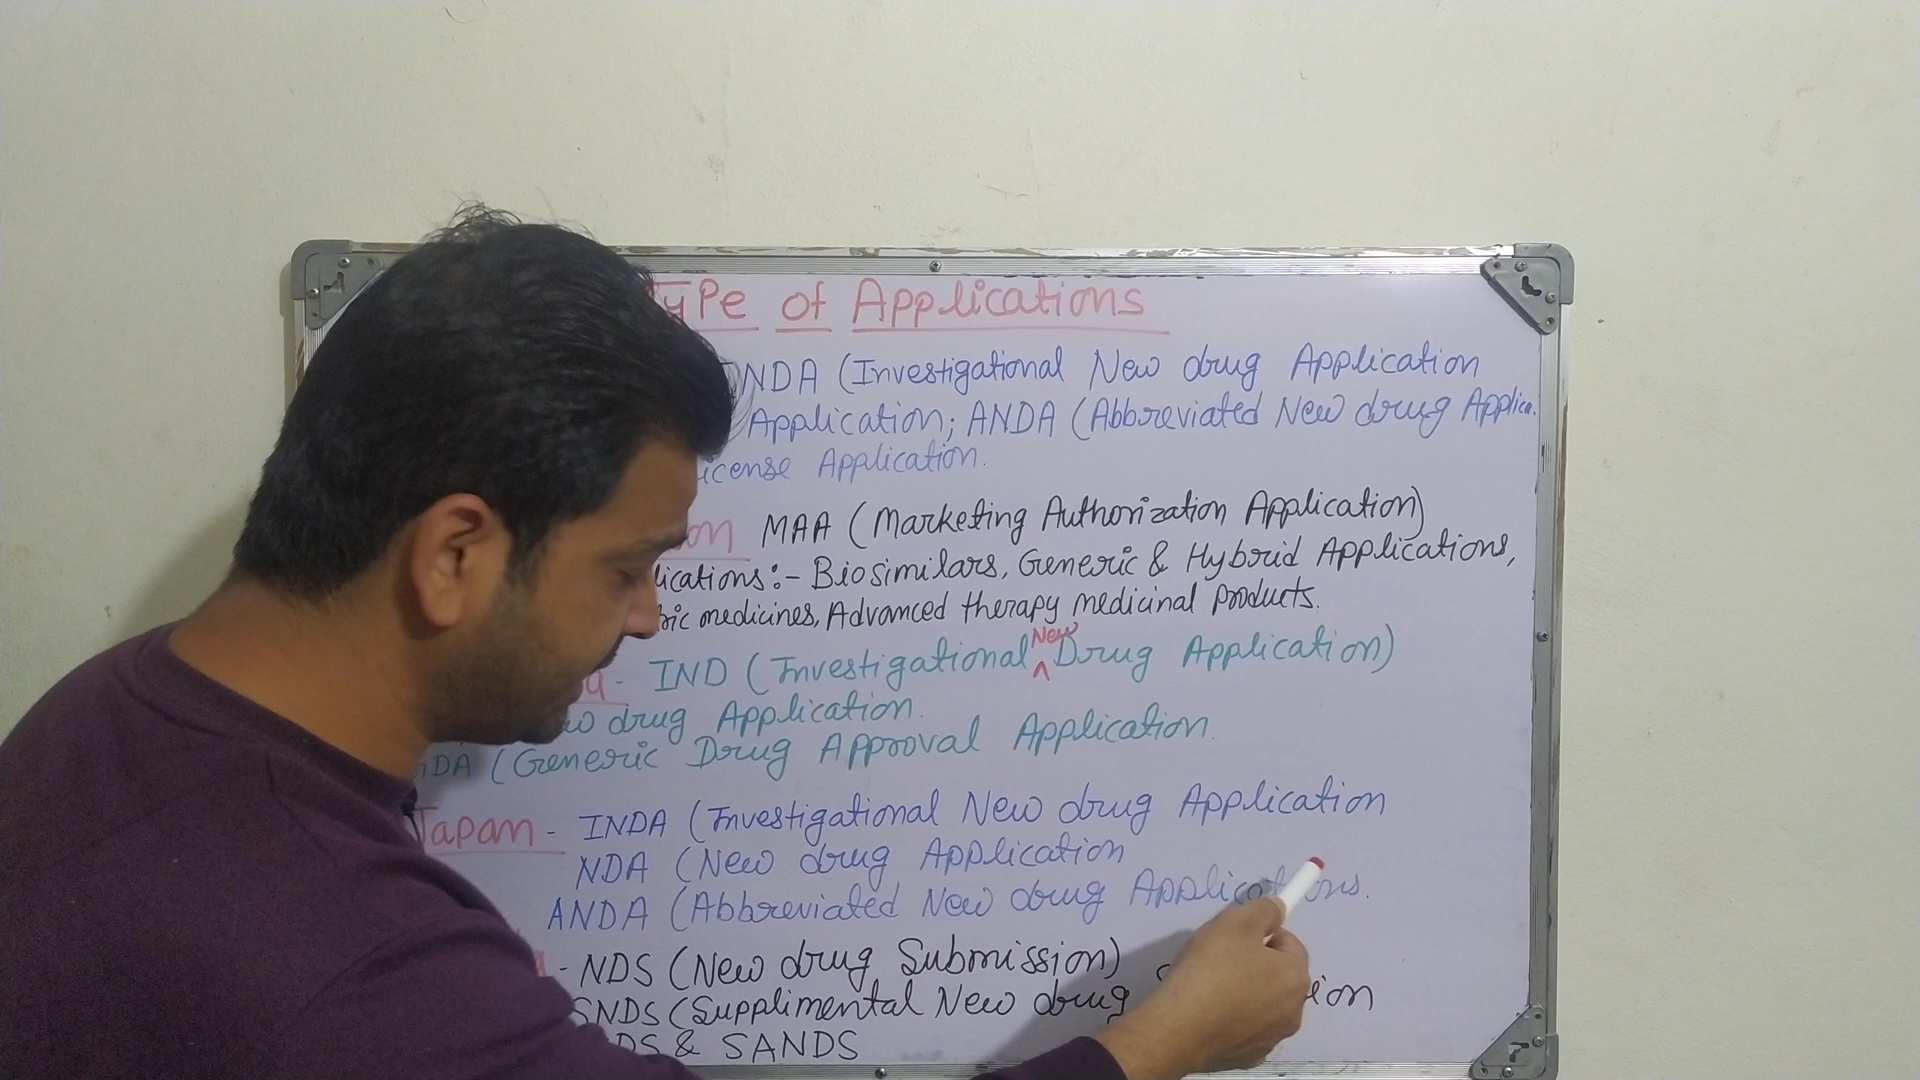 Type of Applications
NDA (Investigational New drug Application
Application; ANDA (Abbreviated New drug Applica.
icense Application.
on MAA (Marketing Authorization Application)
lications:- Biosimilars, Generic & Hybrid Applications,
ric medicines, Advanced therapy medicinal products.
New
- IND (Investigational ^ Drug Application)
w drug Application.
DA (Generic Drug Approval Application.
Japan - INDA (Investigational New drug Application
NDA (New drug Application
ANDA (Abbreviated New drug Applications.
- NDS (New drug Submission)
SNDS (Supplimental New drug S ion
DS & SANDS